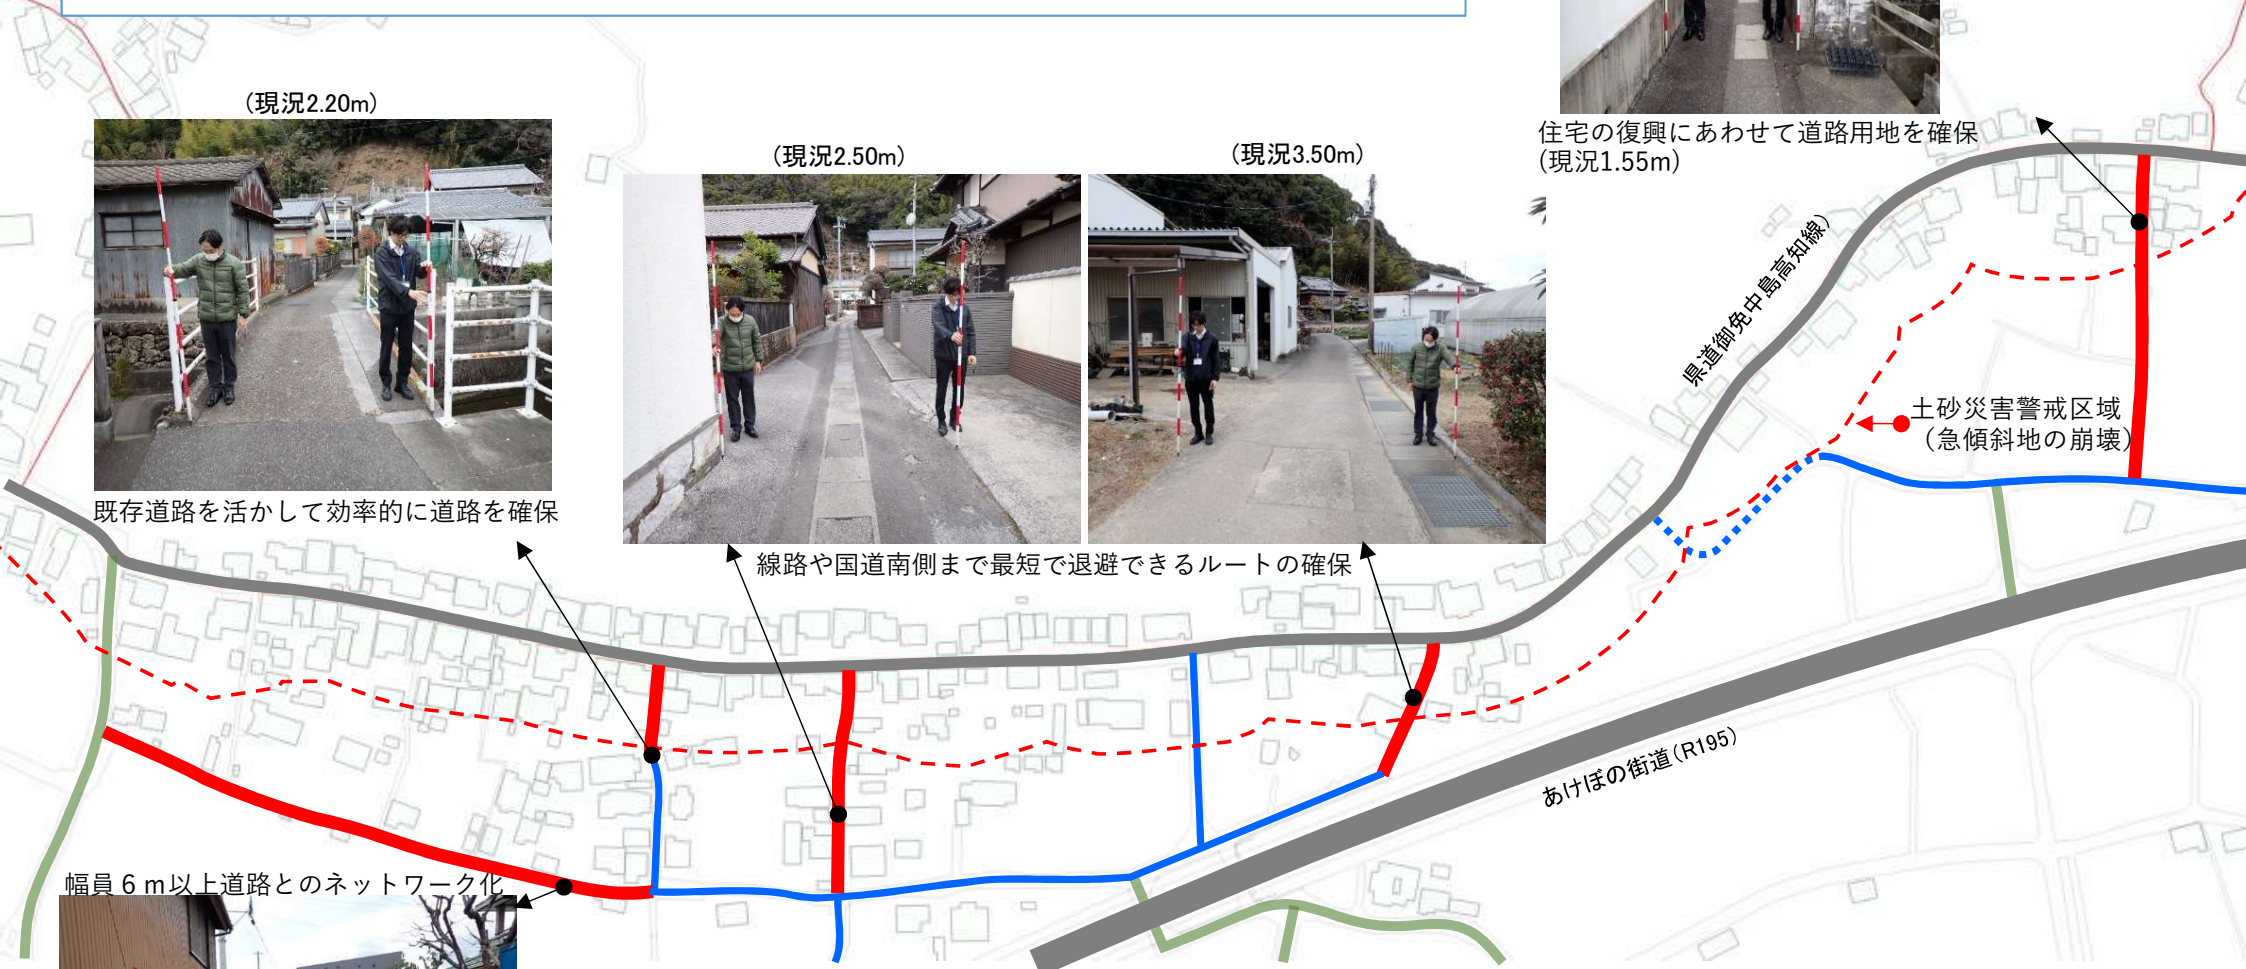 (現況2.20m)
既存道路を活かして効率的に道路を確保
(現況2.50m)
(現況3.50m)
線路や国道南側まで最短で退避できるルートの確保
住宅の復興にあわせて道路用地を確保
(現況1.55m)
県道御免中島高知線)
土砂災害警戒区域
(急傾斜地の崩壊)
あけぼの街道(R195)
幅員６ｍ以上道路とのネットワーク化